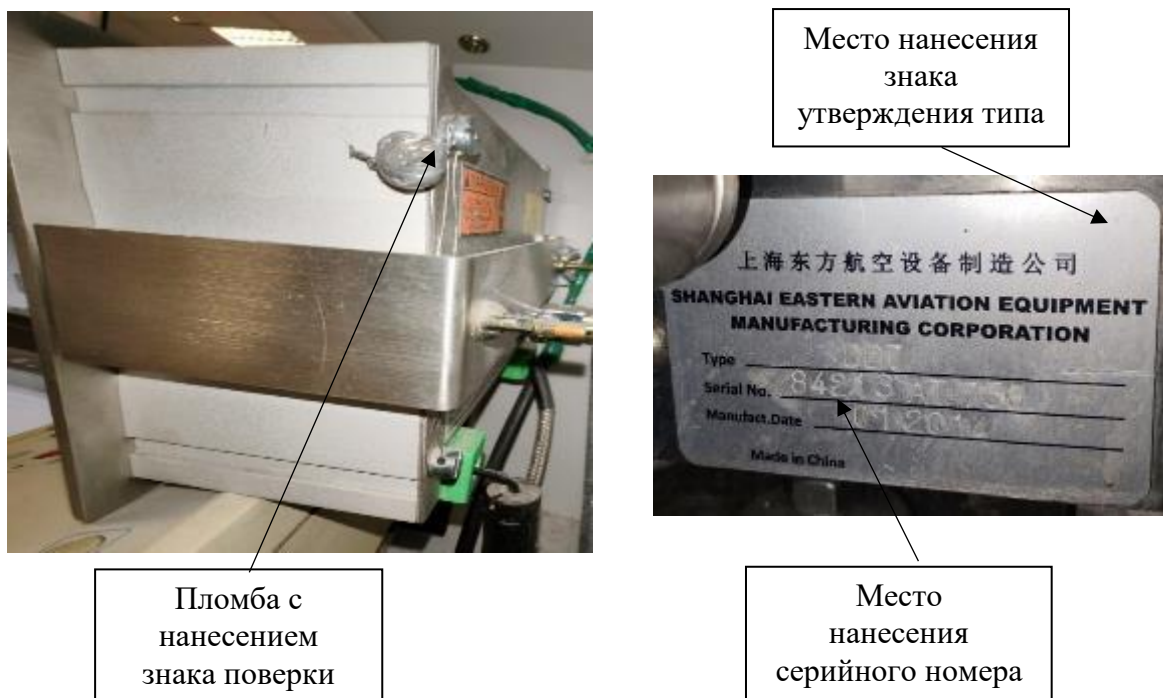 Место нанесения
знака
утверждения типа
上海东方航空设备制造公司
SHANGHAI EASTERN AVIATION EQUIPMENT
MANUFACTURING CORPORATION
Type
Serial No.
Manufact.Date
Made in China
Пломба с
нанесением
знака поверки
Место
нанесения
серийного номера